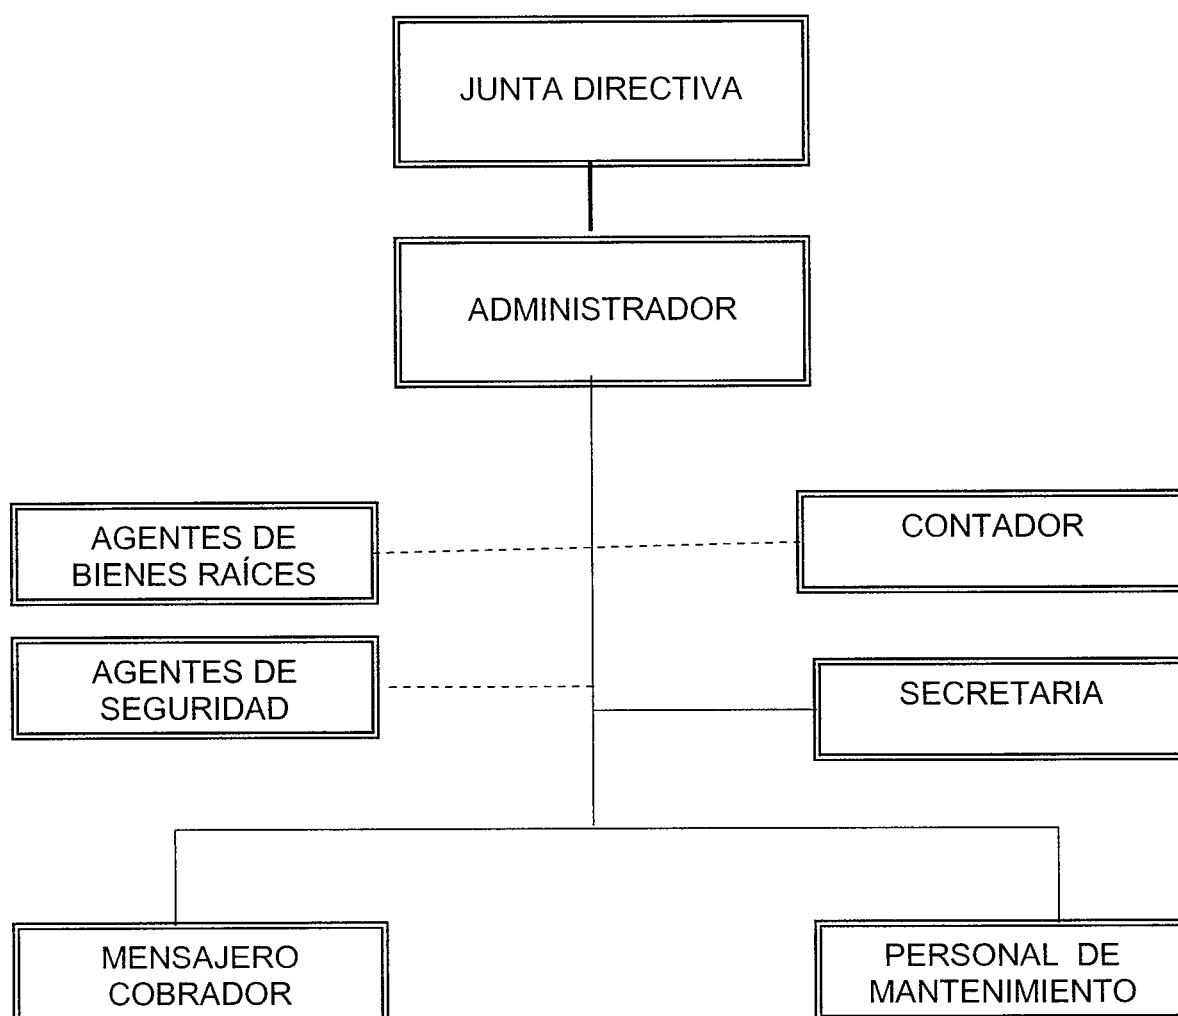 JUNTA DIRECTIVA
ADMINISTRADOR
AGENTES DE
BIENES RAÍCES
CONTADOR
AGENTES DE
SEGURIDAD
SECRETARIA
MENSAJERO
COBRADOR
PERSONAL DE
MANTENIMIENTO